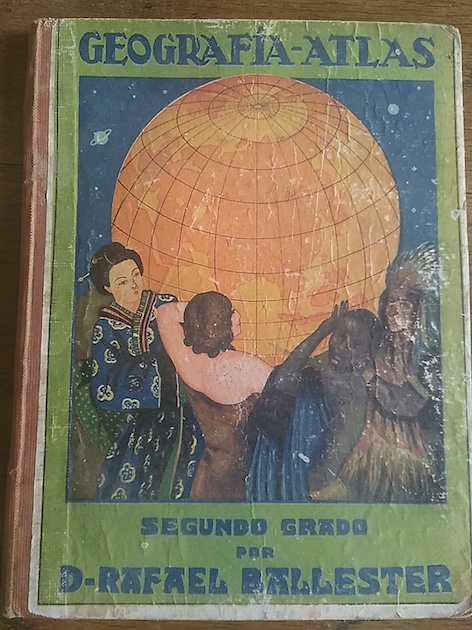 GEOGRAFÍA-ATLAS
SEGUNDO GRADO
POR
D-RAFAEL BALLESTER